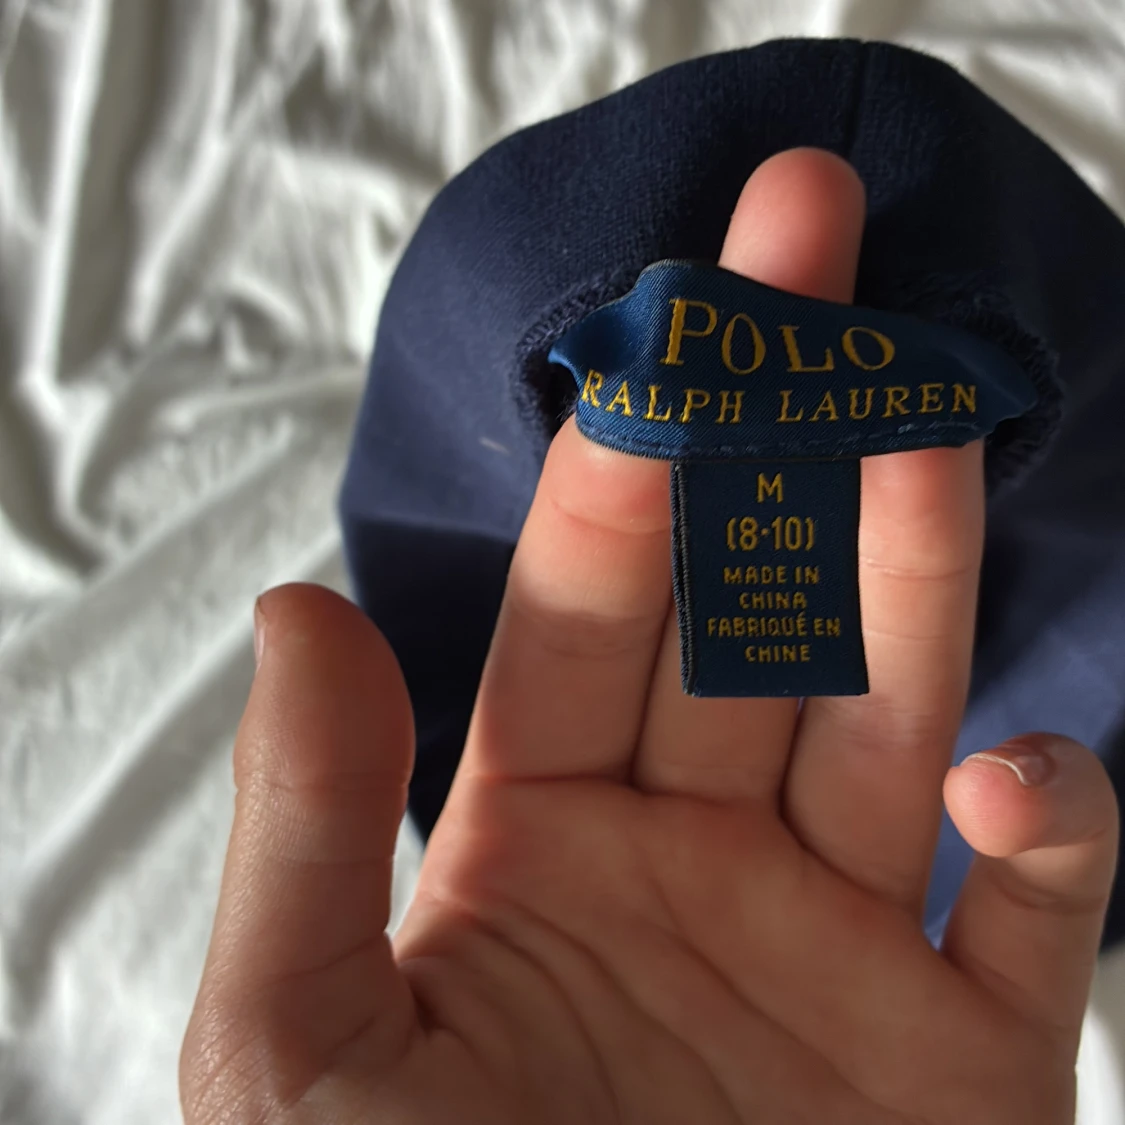 POLO
RALPH LAUREN
M
(8-10)
MADE IN
CHINA
FABRIQUÉ EN
CHINE